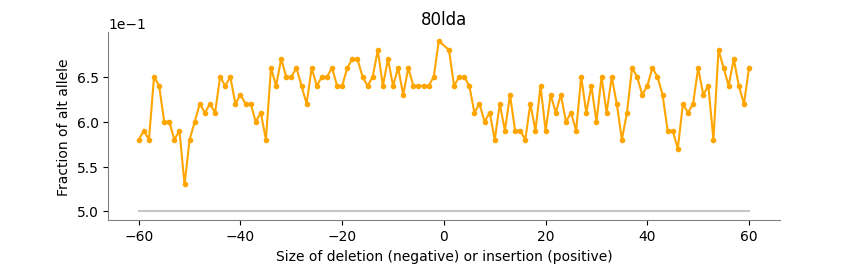 80lda
1e−1
Fraction of alt allele
6.5
6.0
5.5
5.0
−60 −40 −20 0 20 40 60
Size of deletion (negative) or insertion (positive)